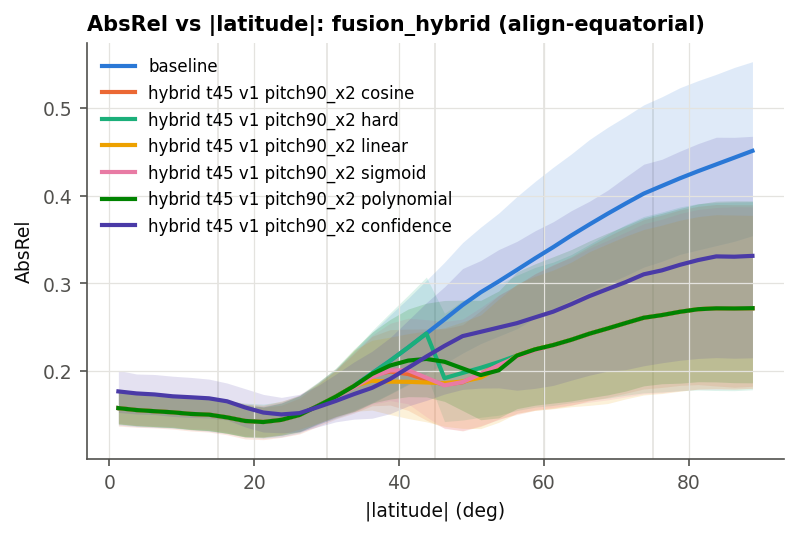 AbsRel vs |latitude|: fusion_hybrid (align-equatorial)
baseline
hybrid t45 v1 pitch90_x2 cosine
hybrid t45 v1 pitch90_x2 hard
hybrid t45 v1 pitch90_x2 linear
hybrid t45 v1 pitch90_x2 sigmoid
hybrid t45 v1 pitch90_x2 polynomial
hybrid t45 v1 pitch90_x2 confidence
AbsRel
0.5
0.4
0.3
0.2
0 20 40 60 80
|latitude| (deg)